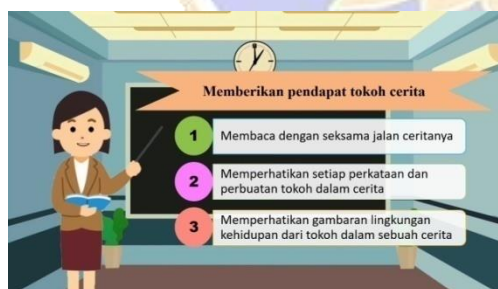 Memberikan pendapat tokoh cerita
1 Membaca dengan seksama jalan ceritanya
2 Memperhatikan setiap perkataan dan
perbuatan tokoh dalam cerita
3 Memperhatikan gambaran lingkungan
kehidupan dari tokoh dalam sebuah cerita